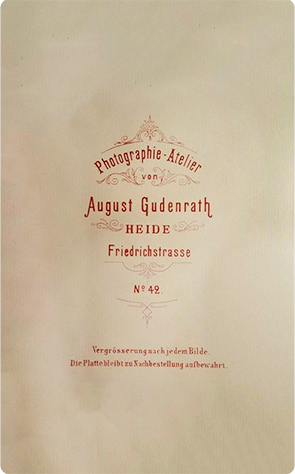 Photographie-Atelier
von
August Gudenrath
HEIDE
Friedrichstrasse
No 42.
Vergrösserung nach jedem Bilde.
Die Platte bleibt zu Nachbestellung aufbewahrt.